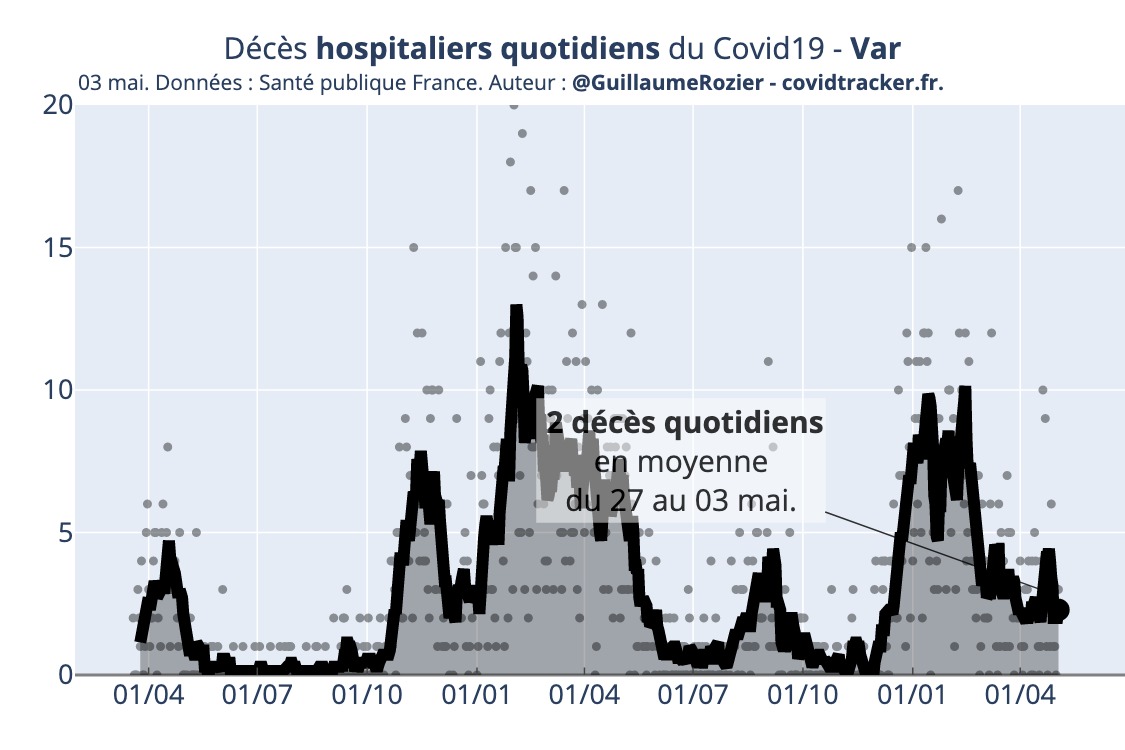 Décès hospitaliers quotidiens du Covid19 - Var
03 mai. Données : Santé publique France. Auteur : @GuillaumeRozier - covidtracker.fr.
20
15
10
5
0
2 décès quotidiens
en moyenne
du 27 au 03 mai.
01/04 01/07 01/10 01/01 01/04 01/07 01/10 01/01 01/04